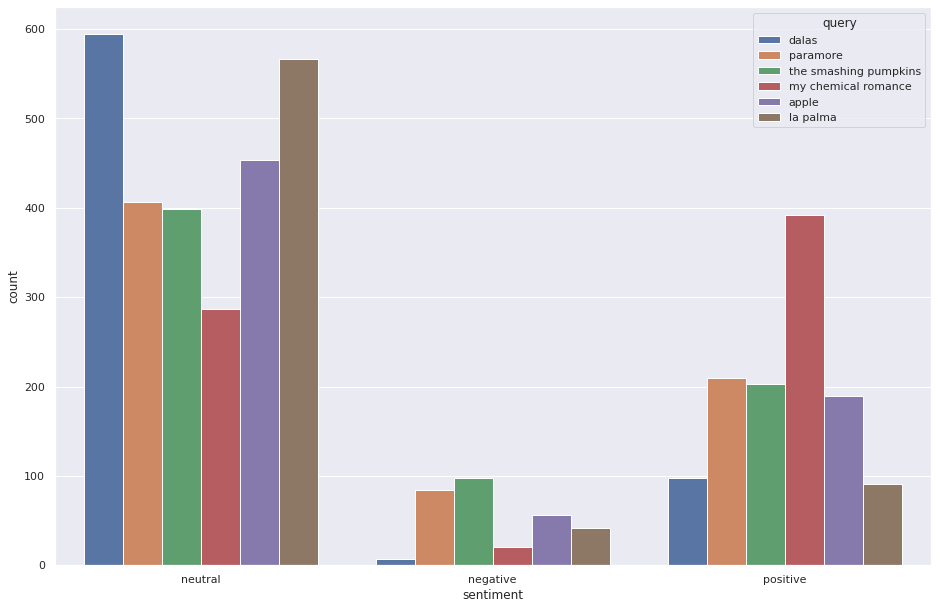 query
dalas
paramore
the smashing pumpkins
my chemical romance
apple
la palma
600
500
400
300
200
100
0
count
neutral
negative
positive
sentiment